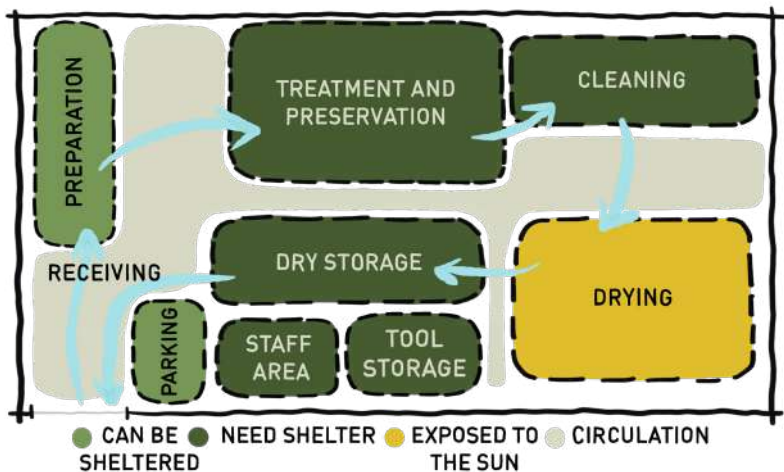 PREPARATION
TREATMENT AND
PRESERVATION
CLEANING
RECEIVING
DRY STORAGE
DRYING
PARKING
STAFF
AREA
TOOL
STORAGE
CAN BE
SHELTERED
NEED SHELTER
EXPOSED TO
THE SUN
CIRCULATION